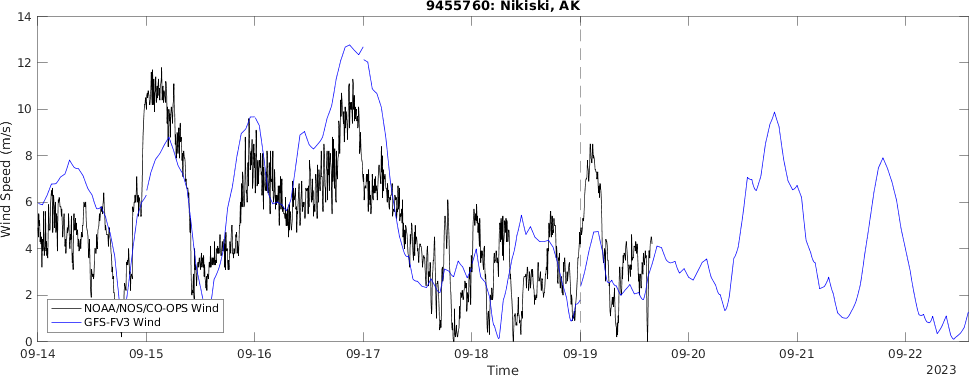 9455760: Nikiski, AK
Wind Speed (m/s)
14
12
10
8
6
4
2
0
NOAA/NOS/CO-OPS Wind
GFS-FV3 Wind
09-14 09-15 09-16 09-17 09-18 09-19 09-20 09-21 09-22
Time
2023